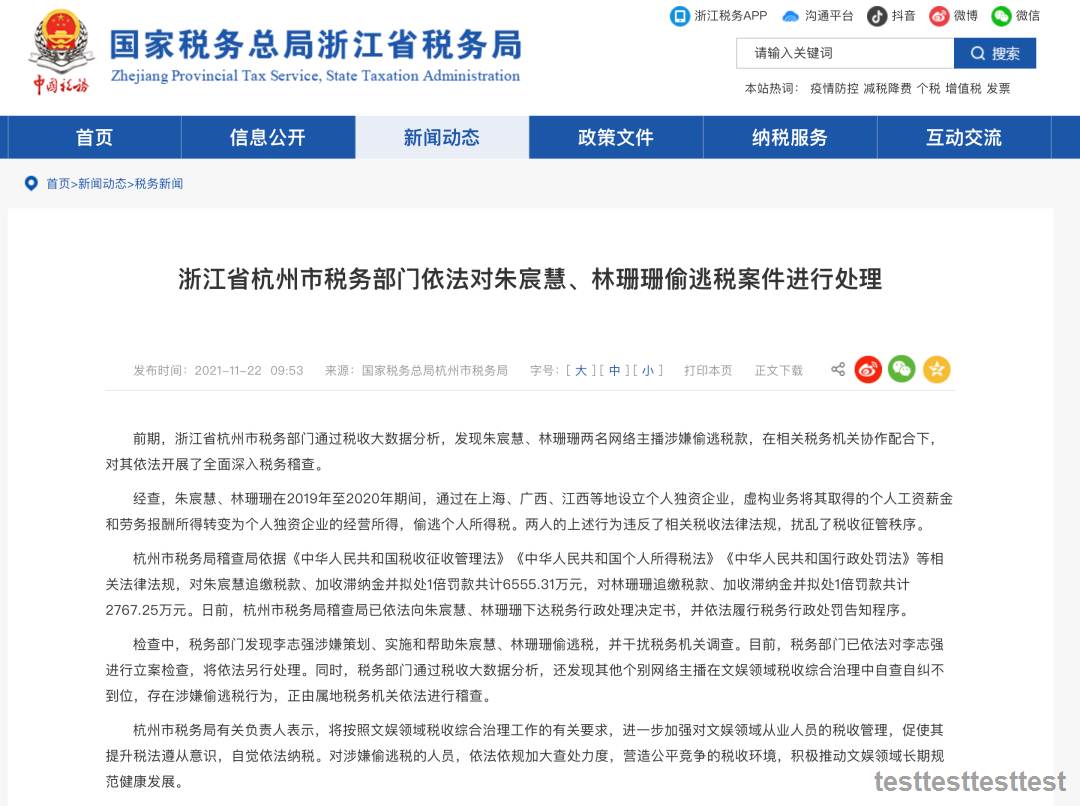 浙江税务APP 沟通平台 抖音 微博 微信
国家税务总局浙江省税务局
Zhejiang Provincial Tax Service, State Taxation Administration
中国税务
请输入关键词 搜索
本站热词： 疫情防控 减税降费 个税 增值税 发票
首页 信息公开 新闻动态 政策文件 纳税服务 互动交流
首页>新闻动态>税务新闻
浙江省杭州市税务部门依法对朱宸慧、林珊珊偷逃税案件进行处理
发布时间：2021-11-22 09:53 来源：国家税务总局杭州市税务局 字号：[ 大 ][ 中 ][ 小 ] 打印本页 正文下载
前期，浙江省杭州市税务部门通过税收大数据分析，发现朱宸慧、林珊珊两名网络主播涉嫌偷逃税款，在相关税务机关协作配合下，
对其依法开展了全面深入税务稽查。
经查，朱宸慧、林珊珊在2019年至2020年期间，通过在上海、广西、江西等地设立个人独资企业，虚构业务将其取得的个人工资薪金
和劳务报酬所得转变为个人独资企业的经营所得，偷逃个人所得税。两人的上述行为违反了相关税收法律法规，扰乱了税收征管秩序。
杭州市税务局稽查局依据《中华人民共和国税收征收管理法》《中华人民共和国个人所得税法》《中华人民共和国行政处罚法》等相
关法律法规，对朱宸慧追缴税款、加收滞纳金并拟处1倍罚款共计6555.31万元，对林珊珊追缴税款、加收滞纳金并拟处1倍罚款共计
2767.25万元。日前，杭州市税务局稽查局已依法向朱宸慧、林珊珊下达税务行政处理决定书，并依法履行税务行政处罚告知程序。
检查中，税务部门发现李志强涉嫌策划、实施和帮助朱宸慧、林珊珊偷逃税，并干扰税务机关调查。目前，税务部门已依法对李志强
进行立案检查，将依法另行处理。同时，税务部门通过税收大数据分析，还发现其他个别网络主播在文娱领域税收综合治理中自查自纠不
到位，存在涉嫌偷逃税行为，正由属地税务机关依法进行稽查。
杭州市税务局有关负责人表示，将按照文娱领域税收综合治理工作的有关要求，进一步加强对文娱领域从业人员的税收管理，促使其
提升税法遵从意识，自觉依法纳税。对涉嫌偷逃税的人员，依法依规加大查处力度，营造公平竞争的税收环境，积极推动文娱领域长期规
范健康发展。
testtesttesttest